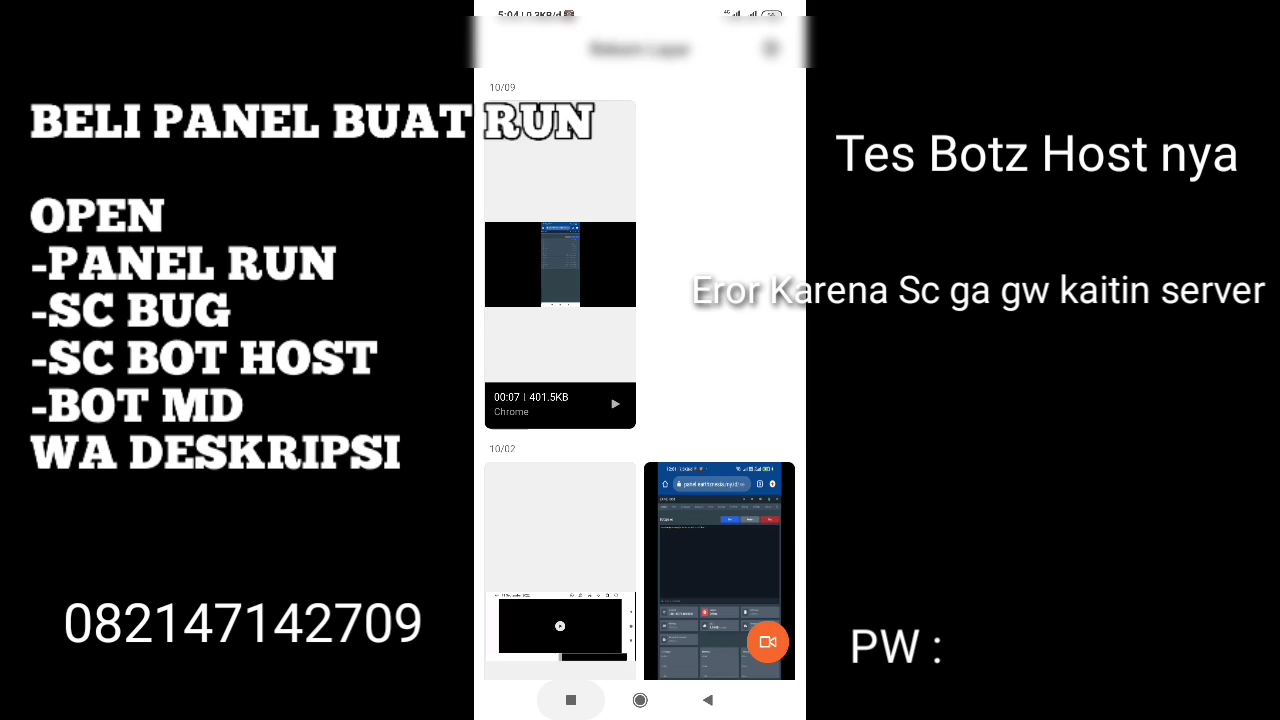 BELI PANEL BUAT RUN
OPEN
-PANEL RUN
-SC BUG
-SC BOT HOST
-BOT MD
WA DESKRIPSI
082147142709
10/09
00:07 | 401.5KB
Chrome
10/02
Tes Botz Host nya
Eror Karena Sc ga gw kaitin server
PW :